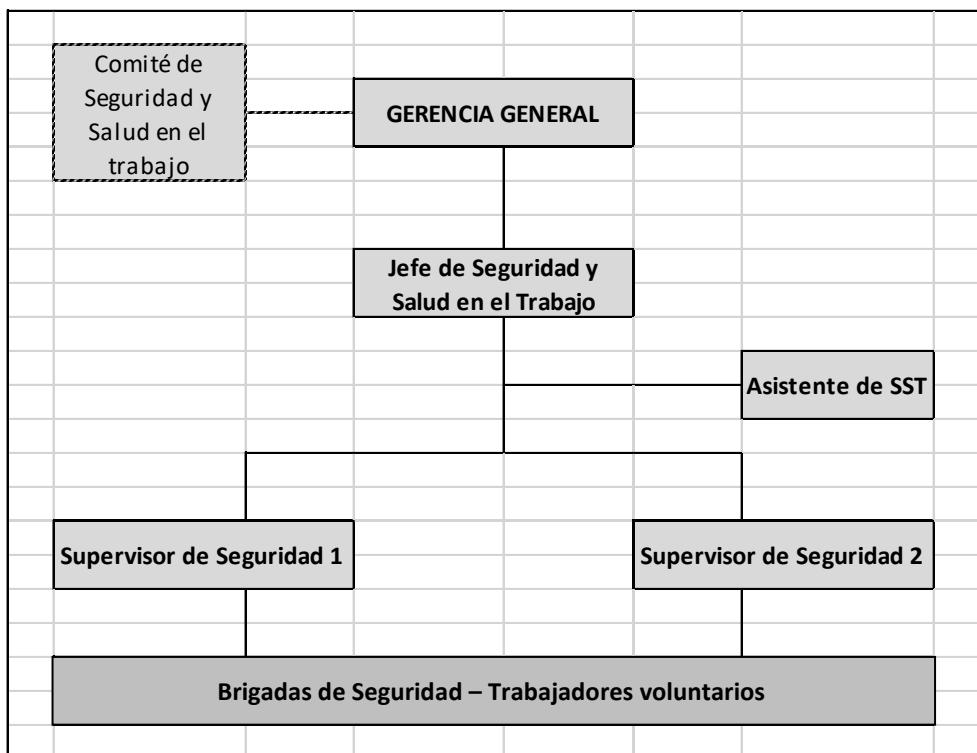 Comité de
Seguridad y
Salud en el
trabajo
GERENCIA GENERAL
Jefe de Seguridad y
Salud en el Trabajo
Asistente de SST
Supervisor de Seguridad 1
Supervisor de Seguridad 2
Brigadas de Seguridad – Trabajadores voluntarios